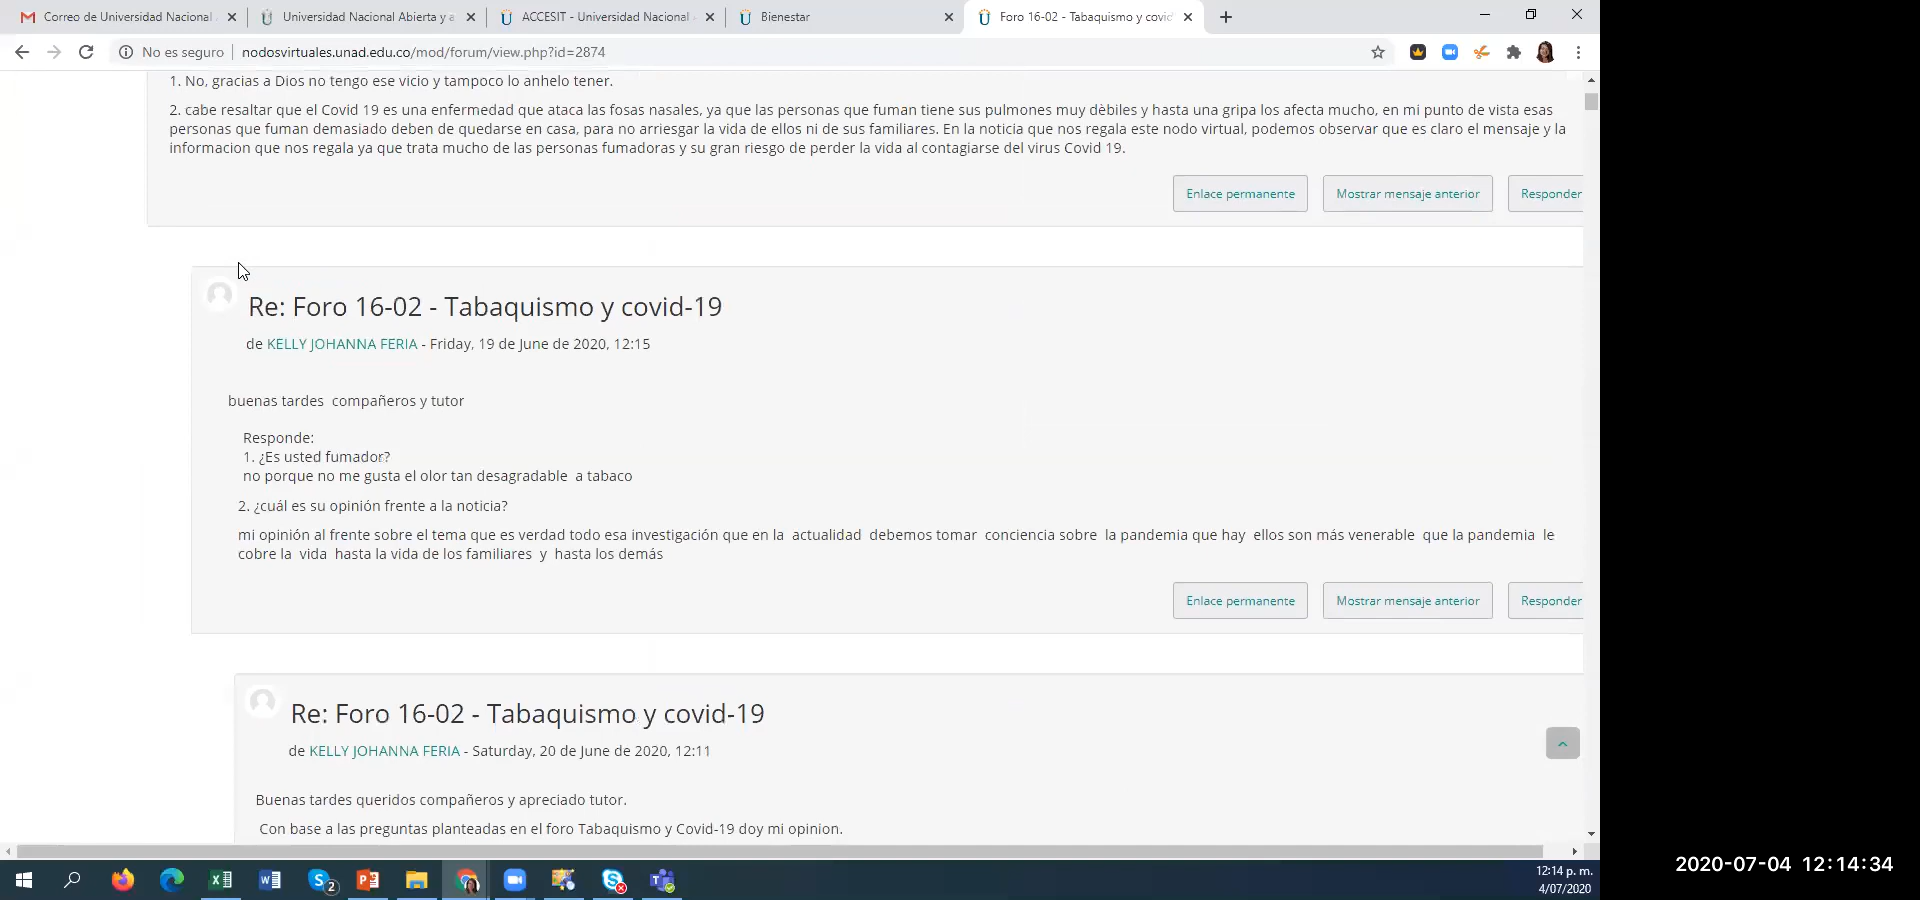 Correo de Universidad Nacional
Universidad Nacional Abierta y a
ACCESIT - Universidad Nacional
Bienestar
Foro 16-02 - Tabaquismo y covid
No es seguro
nodosvirtuales.unad.edu.co/mod/forum/view.php?id=2874
1. No, gracias a Dios no tengo ese vicio y tampoco lo anhelo tener.
2. cabe resaltar que el Covid 19 es una enfermedad que ataca las fosas nasales, ya que las personas que fuman tiene sus pulmones muy dèbiles y hasta una gripa los afecta mucho, en mi punto de vista esas
personas que fuman demasiado deben de quedarse en casa, para no arriesgar la vida de ellos ni de sus familiares. En la noticia que nos regala este nodo virtual, podemos observar que es claro el mensaje y la
informacion que nos regala ya que trata mucho de las personas fumadoras y su gran riesgo de perder la vida al contagiarse del virus Covid 19.
Enlace permanente
Mostrar mensaje anterior
Responder
Re: Foro 16-02 - Tabaquismo y covid-19
de KELLY JOHANNA FERIA - Friday, 19 de June de 2020, 12:15
buenas tardes  compañeros y tutor
Responde:
1. ¿Es usted fumador?
no porque no me gusta el olor tan desagradable  a tabaco
2. ¿cuál es su opinión frente a la noticia?
mi opinión al frente sobre el tema que es verdad todo esa investigación que en la  actualidad  debemos tomar  conciencia sobre  la pandemia que hay  ellos son más venerable  que la pandemia  le
cobre la  vida  hasta la vida de los familiares  y  hasta los demás
Enlace permanente
Mostrar mensaje anterior
Responder
Re: Foro 16-02 - Tabaquismo y covid-19
de KELLY JOHANNA FERIA - Saturday, 20 de June de 2020, 12:11
Buenas tardes queridos compañeros y apreciado tutor.
Con base a las preguntas planteadas en el foro Tabaquismo y Covid-19 doy mi opinion.
2
12:14 p. m.
4/07/2020
2020-07-04 12:14:34